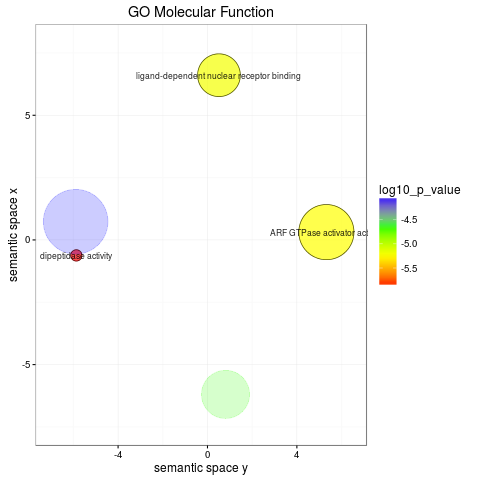 GO Molecular Function
ligand-dependent nuclear receptor binding
ARF GTPase activator act
dipeptidase activity
5
0
-5
-4
0
4
semantic space x
semantic space y
log10_p_value
-4.5
-5.0
-5.5